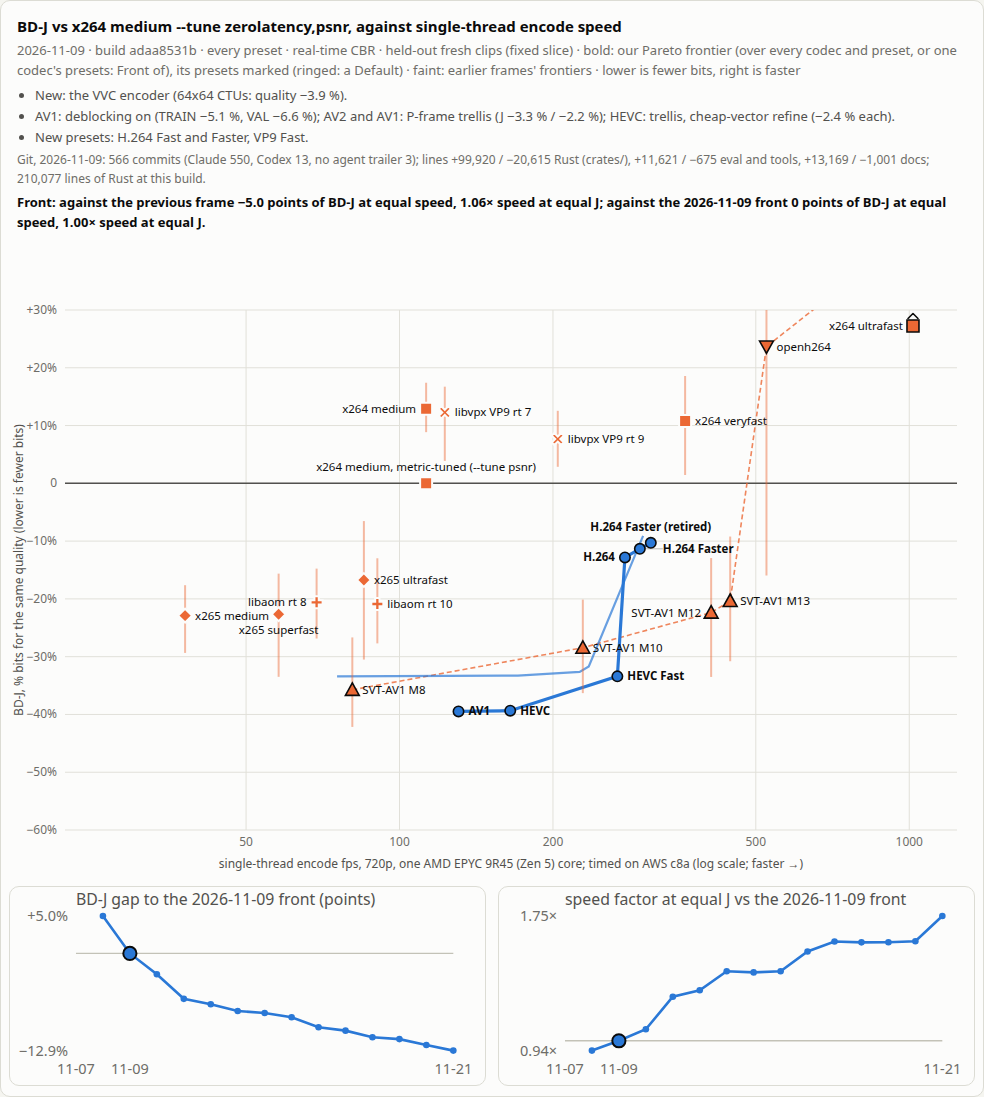 BD-J vs x264 medium --tune zerolatency,psnr, against single-thread encode speed
2026-11-09 · build adaa8531b · every preset · real-time CBR · held-out fresh clips (fixed slice) · bold: our Pareto frontier (over every codec and preset, or one
codec's presets: Front of), its presets marked (ringed: a Default) · faint: earlier frames' frontiers · lower is fewer bits, right is faster
• New: the VVC encoder (64x64 CTUs: quality −3.9 %).
• AV1: deblocking on (TRAIN −5.1 %, VAL −6.6 %); AV2 and AV1: P-frame trellis (J −3.3 % / −2.2 %); HEVC: trellis, cheap-vector refine (−2.4 % each).
• New presets: H.264 Fast and Faster, VP9 Fast.
Git, 2026-11-09: 566 commits (Claude 550, Codex 13, no agent trailer 3); lines +99,920 / −20,615 Rust (crates/), +11,621 / −675 eval and tools, +13,169 / −1,001 docs;
210,077 lines of Rust at this build.
Front: against the previous frame −5.0 points of BD-J at equal speed, 1.06× speed at equal J; against the 2026-11-09 front 0 points of BD-J at equal
speed, 1.00× speed at equal J.
BD-J, % bits for the same quality (lower is fewer bits)
+30%
+20%
+10%
0
−10%
−20%
−30%
−40%
−50%
−60%
x264 ultrafast
openh264
x264 medium
libvpx VP9 rt 7
x264 veryfast
libvpx VP9 rt 9
x264 medium, metric-tuned (--tune psnr)
H.264 Faster (retired)
H.264
H.264 Faster
x265 ultrafast
libaom rt 8
libaom rt 10
x265 medium
x265 superfast
SVT-AV1 M13
SVT-AV1 M12
SVT-AV1 M10
HEVC Fast
SVT-AV1 M8
AV1
HEVC
50
100
200
500
1000
single-thread encode fps, 720p, one AMD EPYC 9R45 (Zen 5) core; timed on AWS c8a (log scale; faster →)
BD-J gap to the 2026-11-09 front (points)
+5.0%
−12.9%
11-07
11-09
11-21
speed factor at equal J vs the 2026-11-09 front
1.75×
0.94×
11-07
11-09
11-21